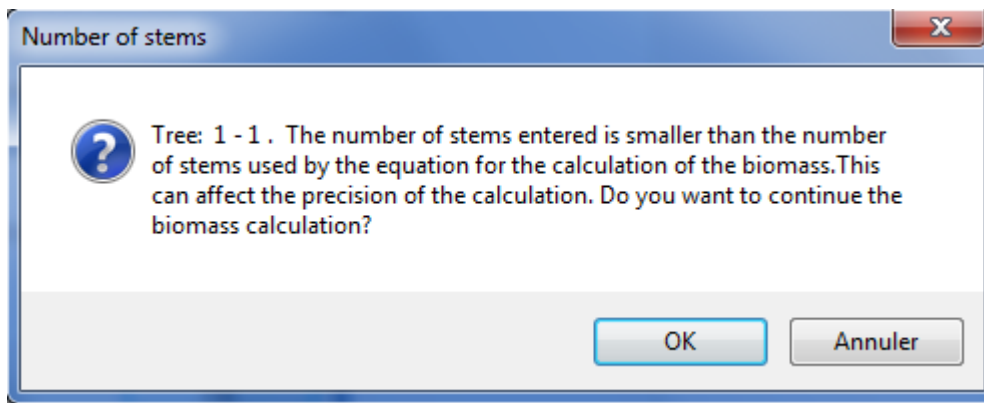 Number of stems
Tree: 1 - 1 . The number of stems entered is smaller than the number
of stems used by the equation for the calculation of the biomass.This
can affect the precision of the calculation. Do you want to continue the
biomass calculation?
OK
Annuler